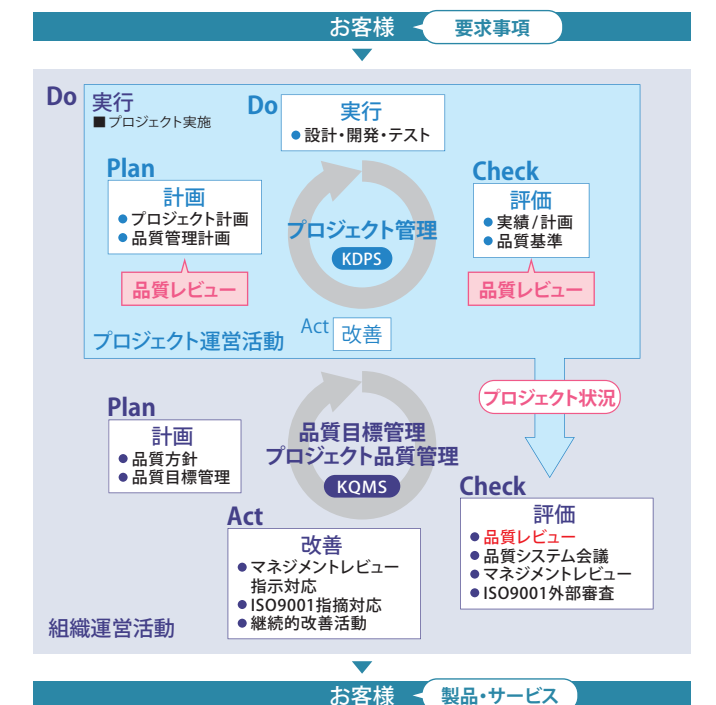 お客様 要求事項
Do 実行
■プロジェクト実施
Do
実行
●設計・開発・テスト
Plan
計画
●プロジェクト計画
●品質管理計画
品質レビュー
Check
評価
●実績/計画
●品質基準
品質レビュー
プロジェクト管理
KDPS
Act 改善
プロジェクト運営活動
プロジェクト状況
Plan
計画
●品質方針
●品質目標管理
品質目標管理
プロジェクト品質管理
KQMS
Check
評価
●品質レビュー
●品質システム会議
●マネジメントレビュー
●ISO9001外部審査
Act
改善
●マネジメントレビュー
指示対応
●ISO9001指摘対応
●継続的改善活動
組織運営活動
お客様 製品・サービス